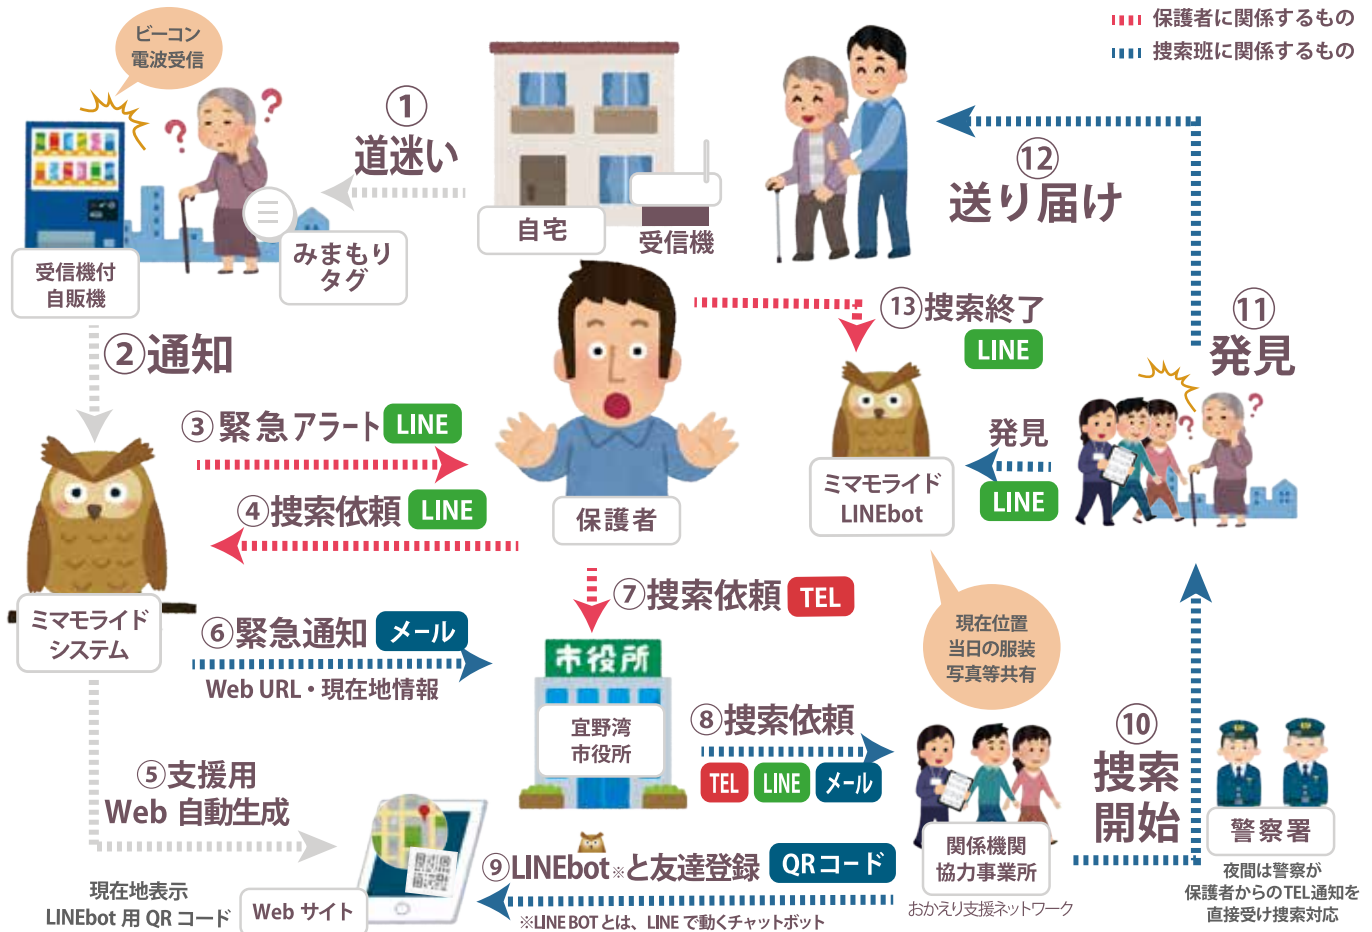 保護者に関係するもの
捜索班に関係するもの
ビーコン
電波受信
①
道迷い
自宅
受信機
みまもり
タグ
受信機付
自販機
②通知
③緊急アラート LINE
④捜索依頼 LINE
保護者
ミマモライド
システム
⑤支援用
Web 自動生成
現在地表示
LINEbot 用 QR コード
Web サイト
⑥緊急通知 メール
Web URL・現在地情報
⑦捜索依頼 TEL
市役所
宜野湾
市役所
⑧捜索依頼
TEL LINE メール
関係機関
協力事業所
おかえり支援ネットワーク
⑨LINEbot※と友達登録 QRコード
※LINE BOTとは、LINE で動くチャットボット
⑩
捜索
開始
警察署
夜間は警察が
保護者からのTEL通知を
直接受け捜索対応
⑪
発見
発見
LINE
ミマモライド
LINEbot
現在位置
当日の服装
写真等共有
⑫
送り届け
⑬捜索終了
LINE